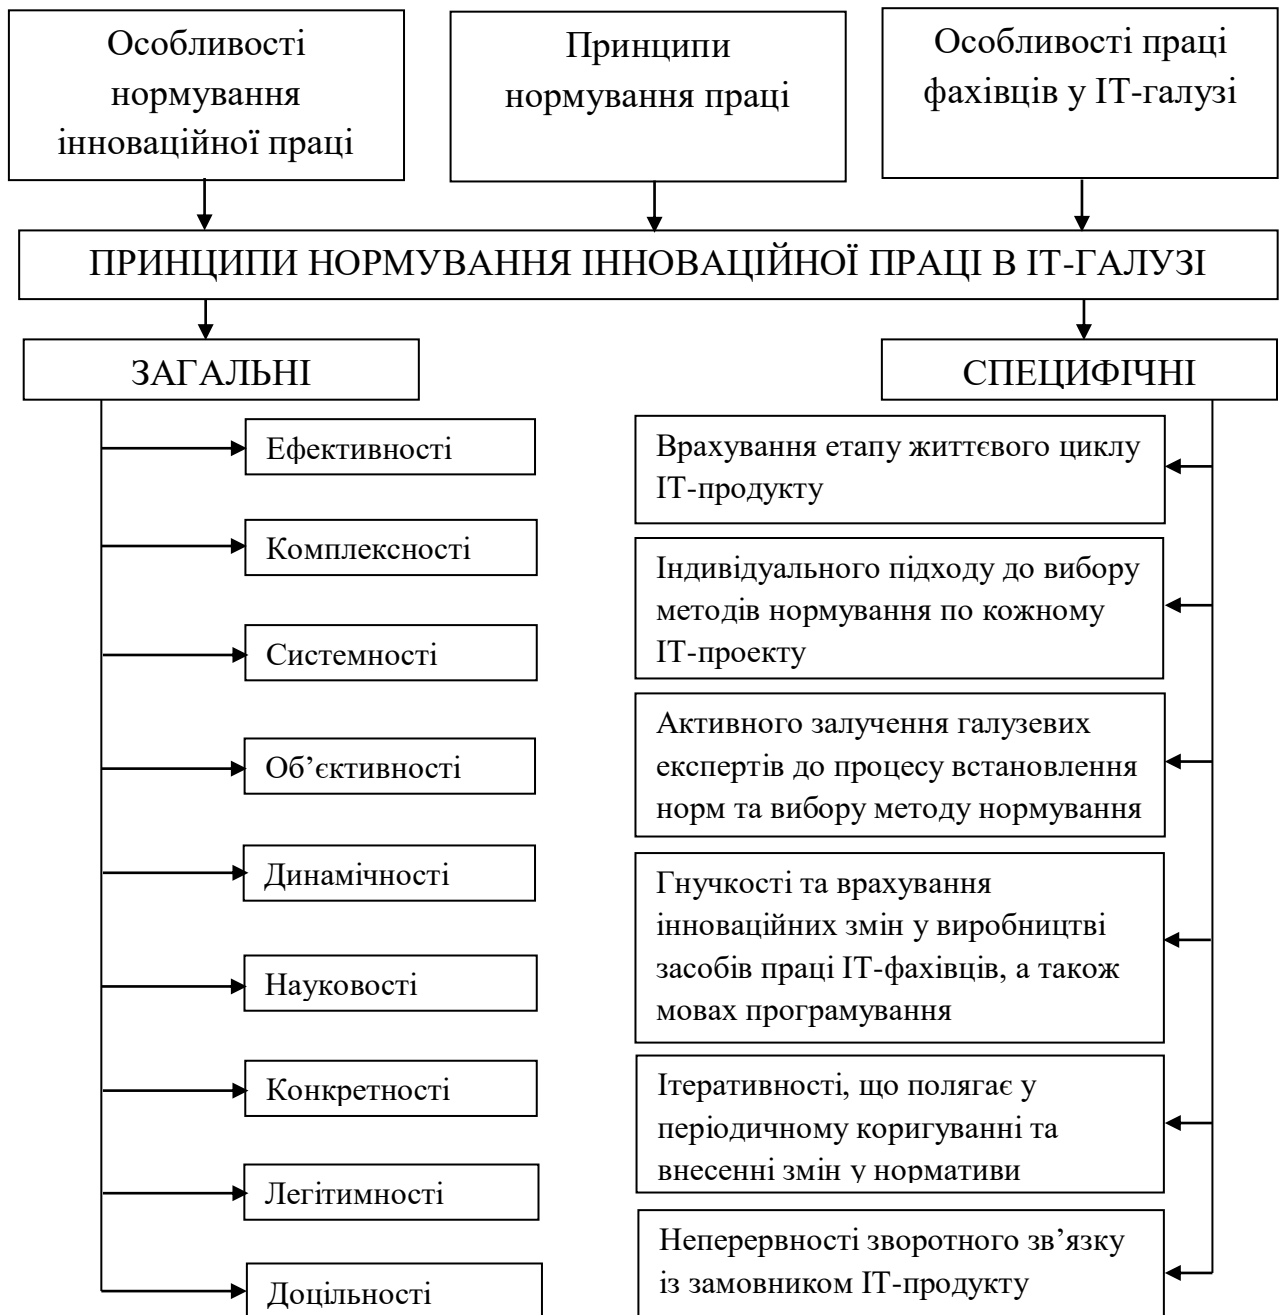 Особливості
нормування
інноваційної праці
Принципи
нормування праці
Особливості праці
фахівців у ІТ-галузі
ПРИНЦИПИ НОРМУВАННЯ ІННОВАЦІЙНОЇ ПРАЦІ В ІТ-ГАЛУЗІ
ЗАГАЛЬНІ
Ефективності
Комплексності
Системності
Об’єктивності
Динамічності
Науковості
Конкретності
Легітимності
Доцільності
СПЕЦИФІЧНІ
Врахування етапу життєвого циклу
ІТ-продукту
Індивідуального підходу до вибору
методів нормування по кожному
ІТ-проекту
Активного залучення галузевих
експертів до процесу встановлення
норм та вибору методу нормування
Гнучкості та врахування
інноваційних змін у виробництві
засобів праці ІТ-фахівців, а також
мовах програмування
Ітеративності, що полягає у
періодичному коригуванні та
внесенні змін у нормативи
Неперервності зворотного зв’язку
із замовником ІТ-продукту